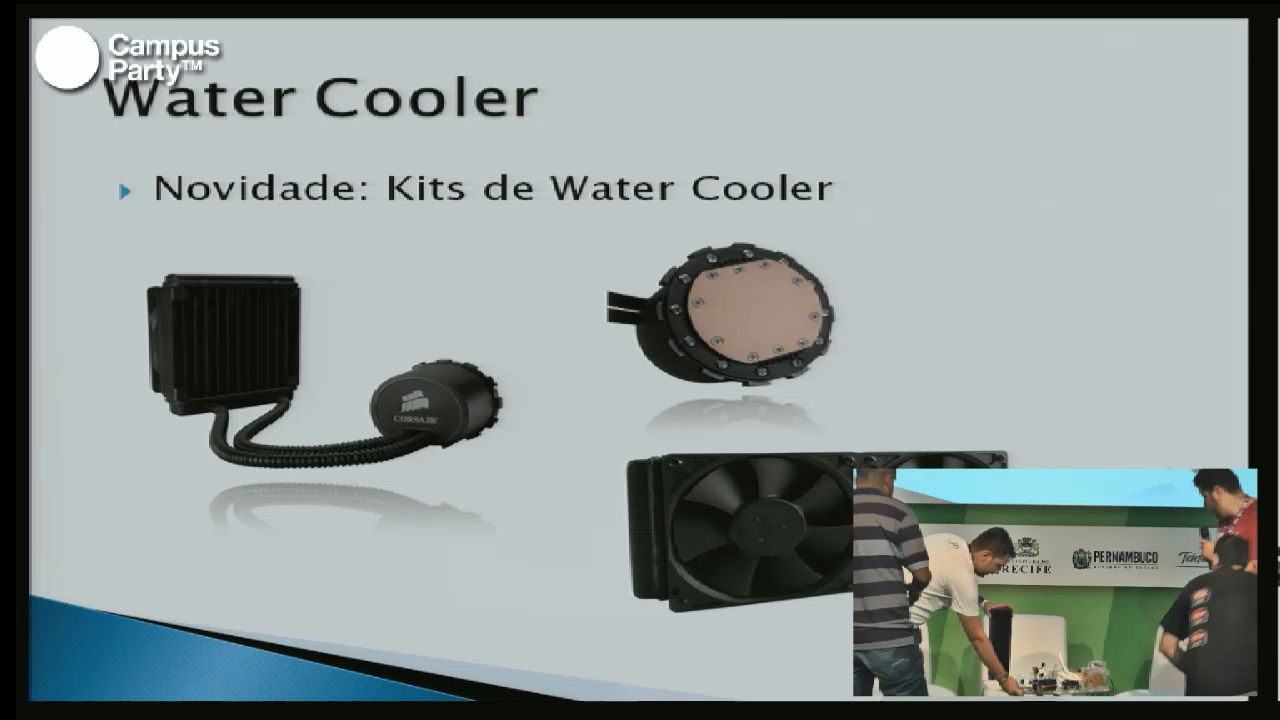 Campus
Party™
Water Cooler
Novidade: Kits de Water Cooler
CORSAIR
RECIFE
PERNAMBUCO